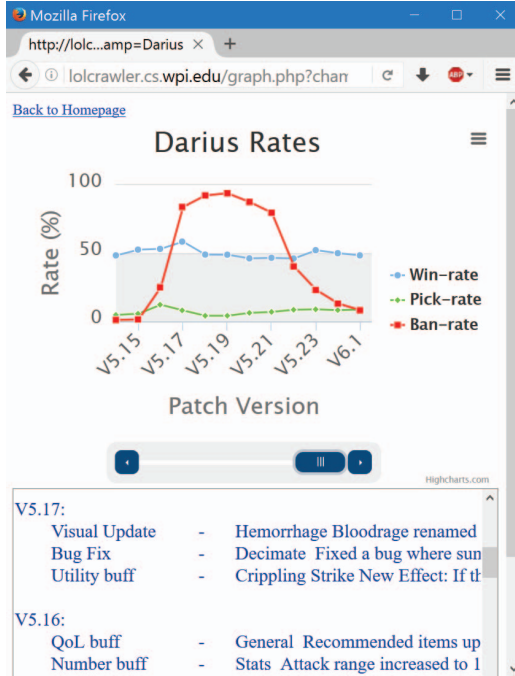 Mozilla Firefox
http://lolc...amp=Darius × +
lolcrawler.cs.wpi.edu/graph.php?chan
ABP
Back to Homepage
Darius Rates
100
50
0
Rate (%)
Win-rate
Pick-rate
Ban-rate
V5.15 V5.17 V5.19 V5.21 V5.23 V6.1
Patch Version
Highcharts.com
V5.17:
Visual Update - Hemorrhage Bloodrage renamed
Bug Fix - Decimate Fixed a bug where sun
Utility buff - Crippling Strike New Effect: If th
V5.16:
QoL buff - General Recommended items up
Number buff - Stats Attack range increased to 1